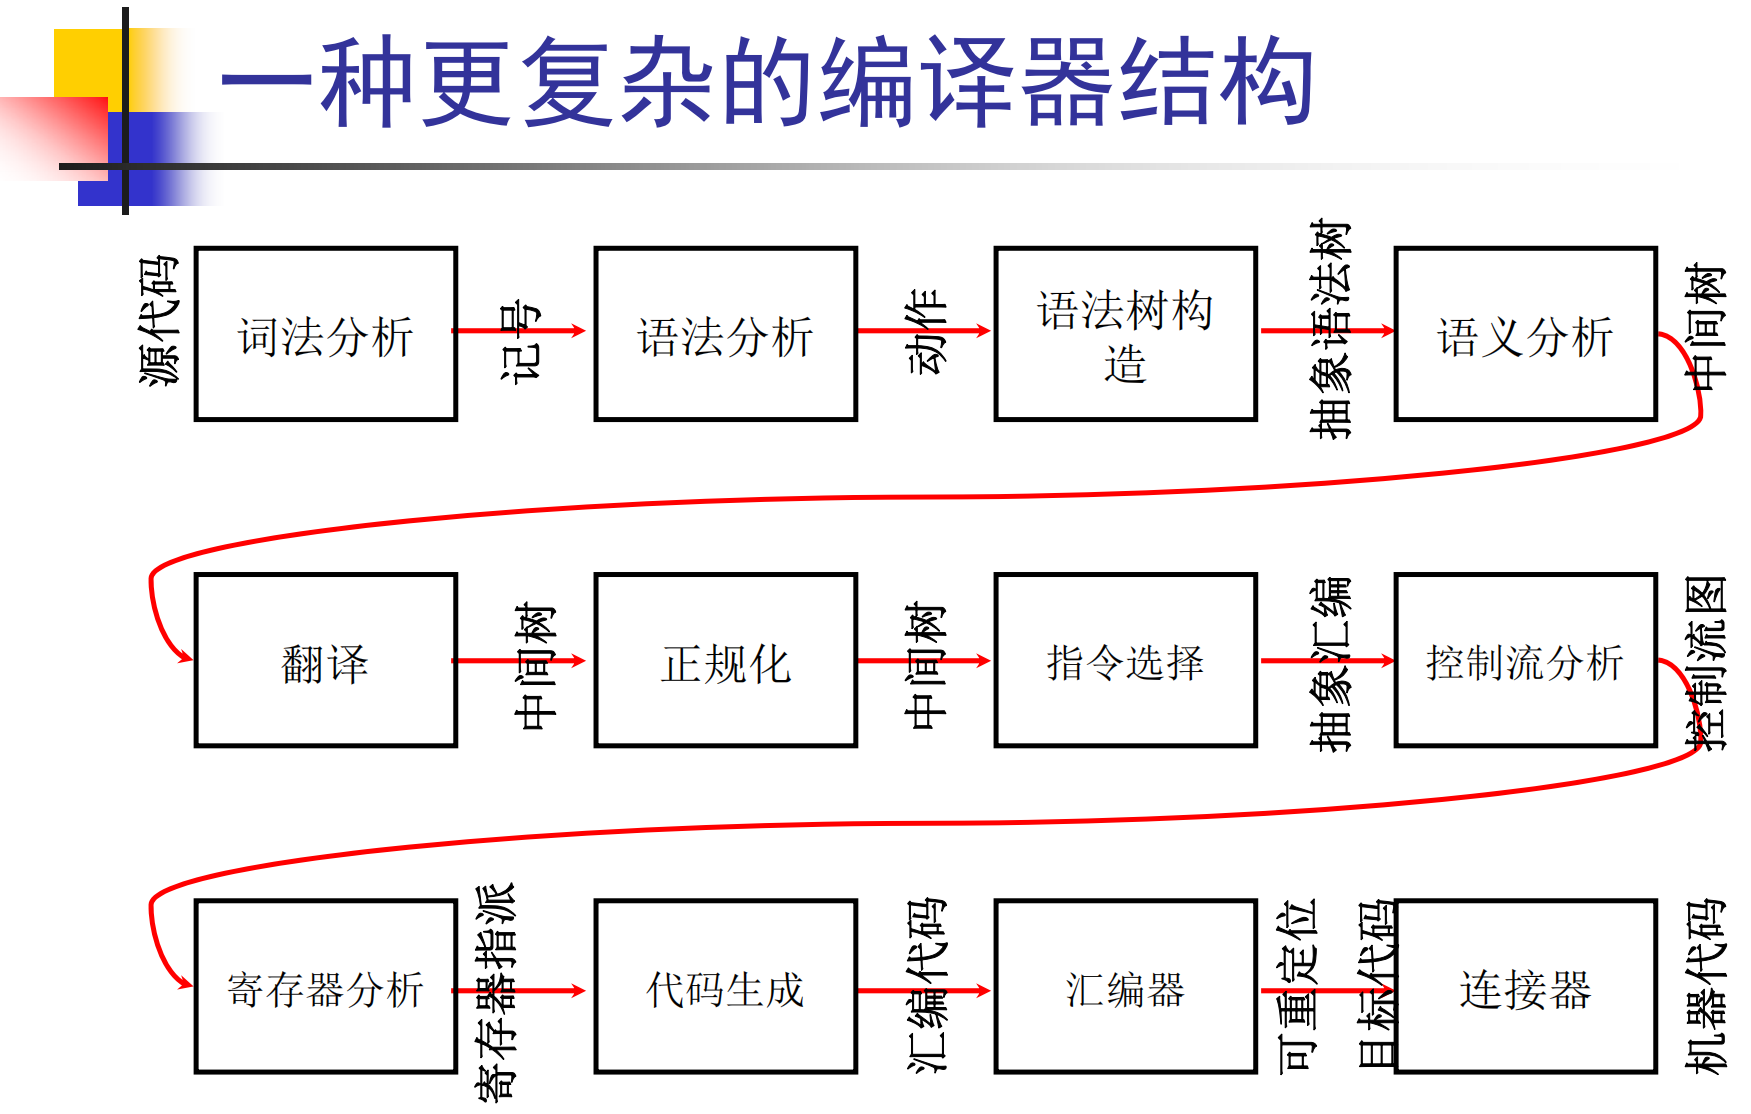 一种更复杂的编译器结构
源代码
词法分析
记号
语法分析
动作
语法树构
造
抽象语法树
语义分析
中间树
翻译
中间树
正规化
中间树
指令选择
抽象汇编
控制流分析
控制流图
寄存器分析
寄存器指派
代码生成
汇编代码
汇编器
可重定位
目标代码
连接器
机器代码